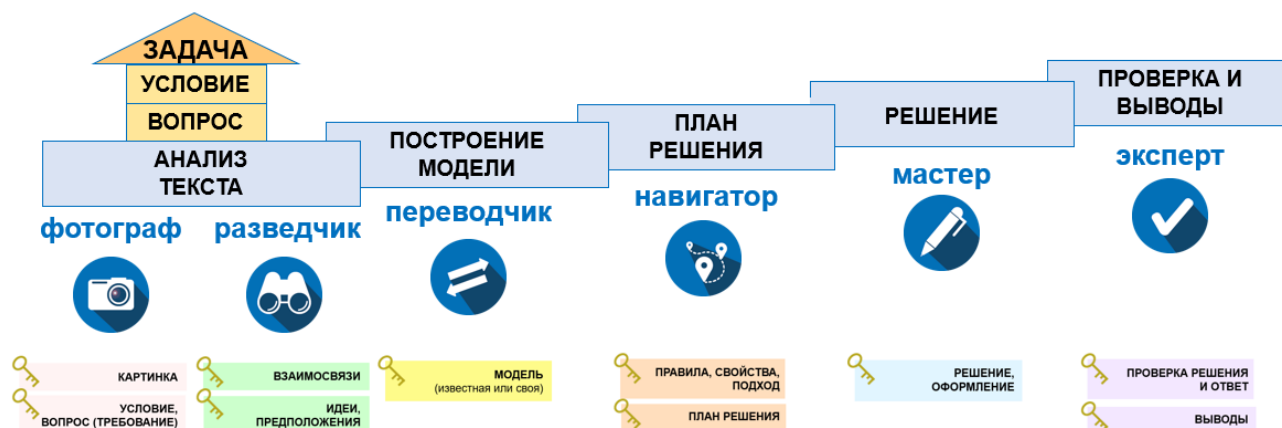 ЗАДАЧА
УСЛОВИЕ
ВОПРОС
АНАЛИЗ
ТЕКСТА
ПОСТРОЕНИЕ
МОДЕЛИ
ПЛАН
РЕШЕНИЯ
РЕШЕНИЕ
ПРОВЕРКА И
ВЫВОДЫ
фотограф
разведчик
переводчик
навигатор
мастер
эксперт
КАРТИНКА
УСЛОВИЕ,
ВОПРОС (ТРЕБОВАНИЕ)
ВЗАИМОСВЯЗИ
ИДЕИ,
ПРЕДПОЛОЖЕНИЯ
МОДЕЛЬ
(известная или своя)
ПРАВИЛА, СВОЙСТВА,
ПОДХОД
ПЛАН РЕШЕНИЯ
РЕШЕНИЕ,
ОФОРМЛЕНИЕ
ПРОВЕРКА РЕШЕНИЯ
И ОТВЕТ
ВЫВОДЫ